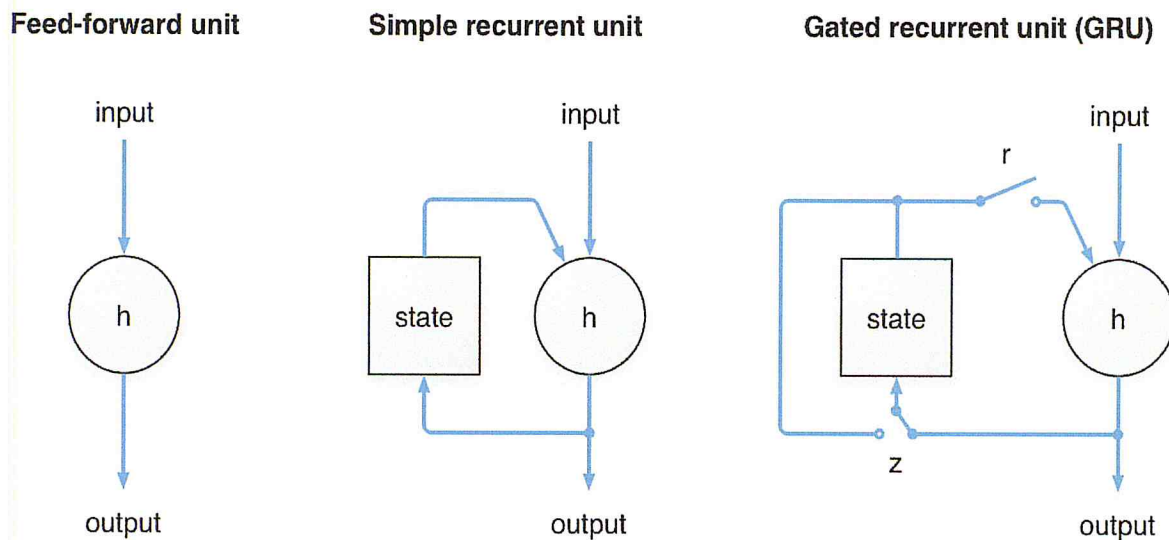 Feed-forward unit
input
h
output
Simple recurrent unit
input
state
h
output
Gated recurrent unit (GRU)
input
r
state
h
z
output